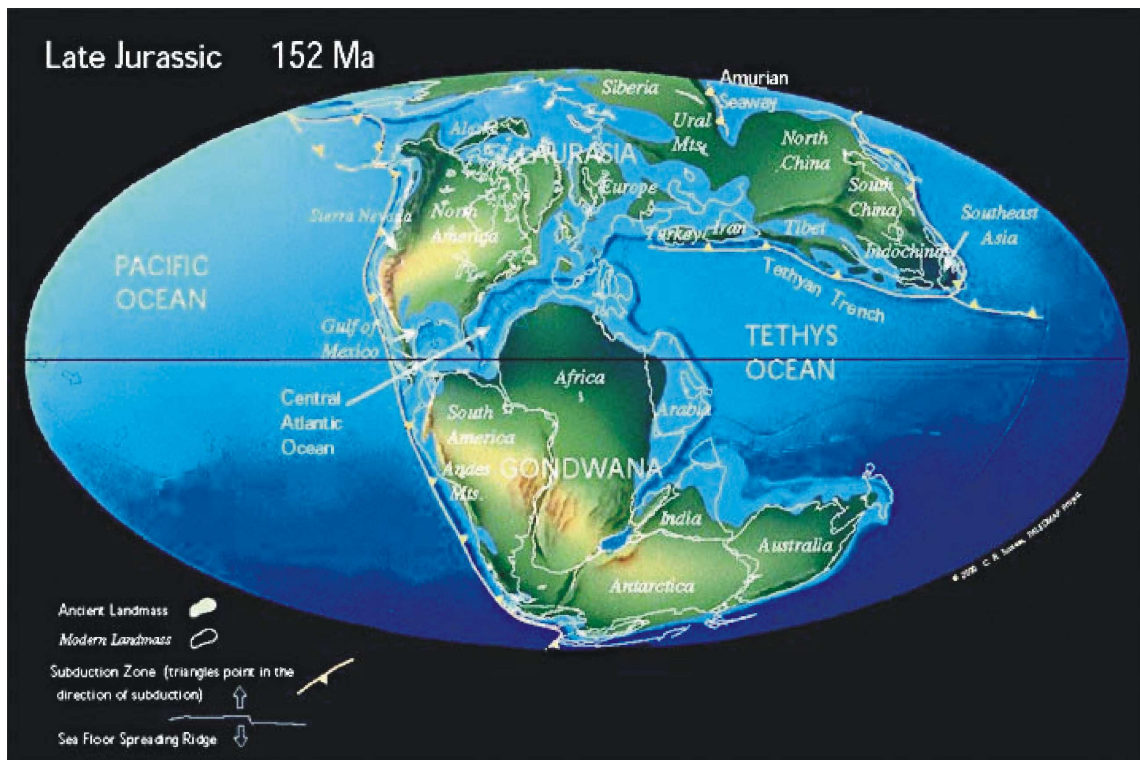 Late Jurassic 152 Ma
Amurian
Seaway
Siberia
Ural
Mts.
North
China
LAURASIA
Europe
South
China
Sierra Nevada
North
America
Turkey
Iran
Tibet
Southeast
Asia
Indochina
PACIFIC
OCEAN
Tethyan Trench
Gulf of
Mexico
TETHYS
OCEAN
Central
Atlantic
Ocean
Africa
South
America
Arabia
Andes
Mts.
GONDWANA
India
Australia
Antarctica
Ancient Landmass
Modern Landmass
Subduction Zone (triangles point in the
direction of subduction)
Sea Floor Spreading Ridge